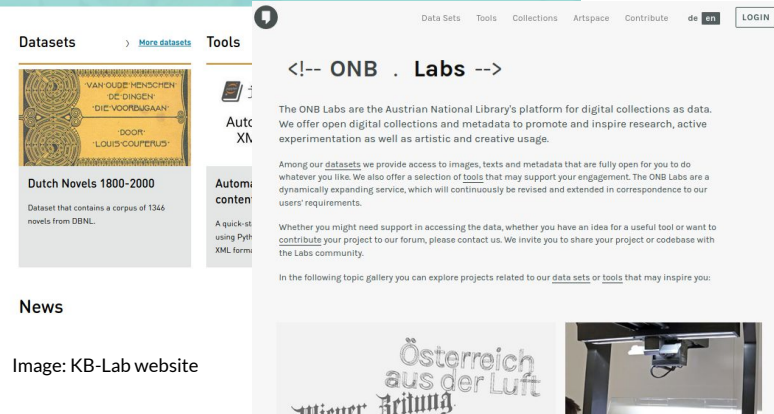 Datasets
More datasets
Tools
VAN·OUDE·MENSCHEN
·DE·DINGEN·
·DIE·VOORBIJGAAN·
·DOOR·
·LOUIS·COUPERUS·
Dutch Novels 1800-2000
Dataset that contains a corpus of 1346
novels from DBNL.
Auto
XM
Automa
conten
A quick-st
using Pyth
XML forma
News
Image: KB-Lab website
Data Sets Tools Collections Artspace Contribute de en LOGIN
<!-- ONB . Labs -->
The ONB Labs are the Austrian National Library's platform for digital collections as data.
We offer open digital collections and metadata to promote and inspire research, active
experimentation as well as artistic and creative usage.
Among our datasets we provide access to images, texts and metadata that are fully open for you to do
whatever you like. We also offer a selection of tools that may support your engagement. The ONB Labs are a
dynamically expanding service, which will continuously be revised and extended in correspondence to our
users' requirements.
Whether you might need support in accessing the data, whether you have an idea for a useful tool or want to
contribute your project to our forum, please contact us. We invite you to share your project or codebase with
the Labs community.
In the following topic gallery you can explore projects related to our data sets or tools that may inspire you:
Österreich
aus der Luft
Wiener Zeitung.